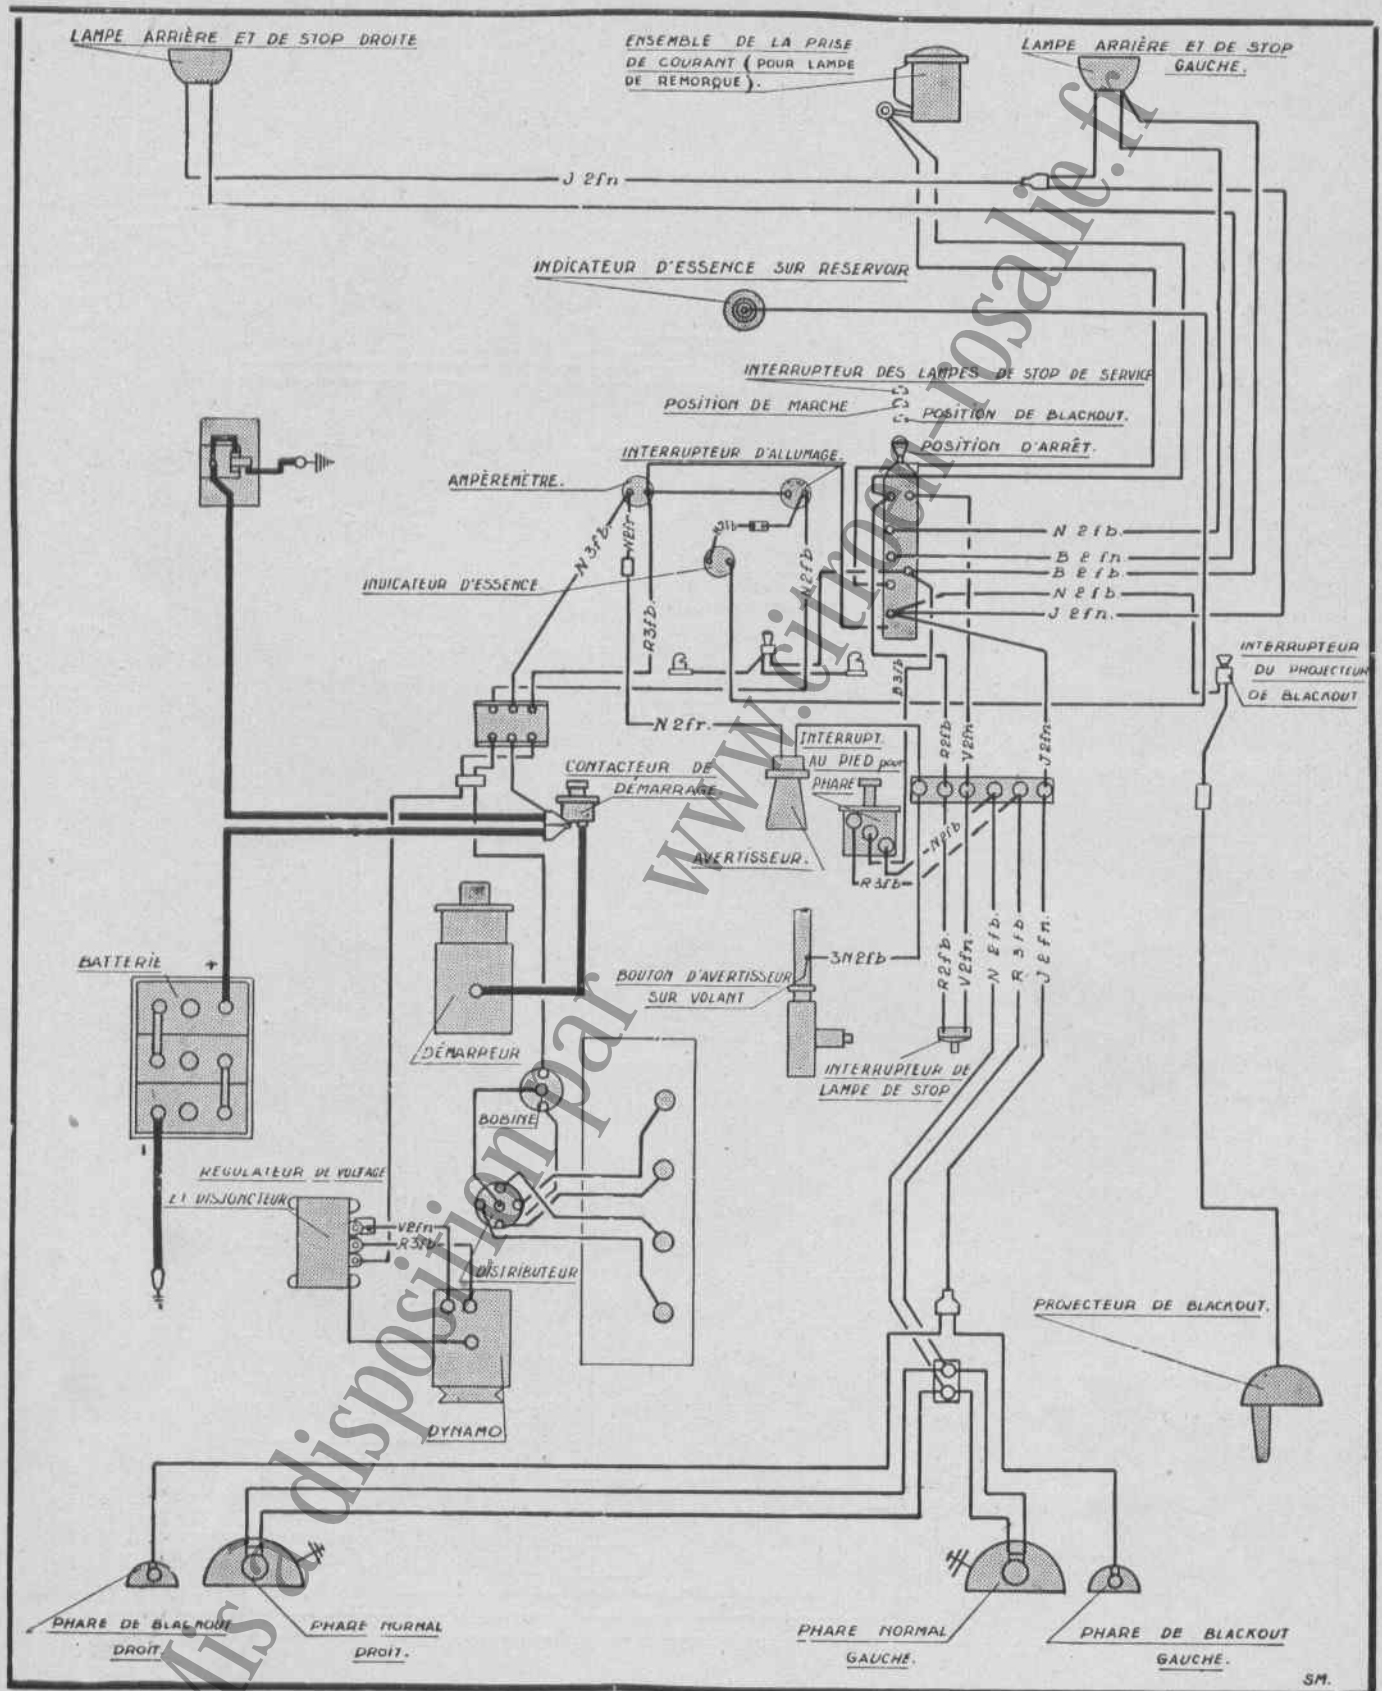 LAMPE ARRIÈRE ET DE STOP DROITE
ENSEMBLE DE LA PRISE
DE COURANT (POUR LAMPE
DE REMORQUE).
LAMPE ARRIÈRE ET DE STOP
GAUCHE.
J 2fn
INDICATEUR D'ESSENCE SUR RESERVOIR
INTERRUPTEUR DES LAMPES DE STOP DE SERVICE
POSITION DE MARCHE
POSITION DE BLACKOUT.
POSITION D'ARRÊT.
INTERRUPTEUR D'ALLUMAGE.
AMPÈREMÈTRE.
N 3fb.
N2fr
N2fb
R3fb.
INDICATEUR D'ESSENCE
N 2fb.
B 2fn
B 2fb.
N 2fb.
J 2fn.
B3fb
INTERRUPTEUR
DU PROJECTEUR
DE BLACKOUT
N 2fr.
R2fb
V2fn
J2fn
INTERRUPT.
AU PIED pour
PHARE
CONTACTEUR DE
DÉMARRAGE.
AVERTISSEUR.
N2fb
R3fb
BATTERIE
+
-
3N2fb
BOUTON D'AVERTISSEUR
SUR VOLANT
R2fb.
V2fn.
N 2fb.
R 3fb.
J 2fn.
DÉMARREUR
INTERRUPTEUR DE
LAMPE DE STOP
BOBINE
REGULATEUR DE VOLTAGE
ET DISJONCTEUR
V2fn
R3fb
DISTRIBUTEUR
DYNAMO
PROJECTEUR DE BLACKOUT.
PHARE DE BLACKOUT
DROIT.
PHARE NORMAL
DROIT.
PHARE NORMAL
GAUCHE.
PHARE DE BLACKOUT
GAUCHE.
SM.
Mis à disposition par www.citroen-rosalie.fr